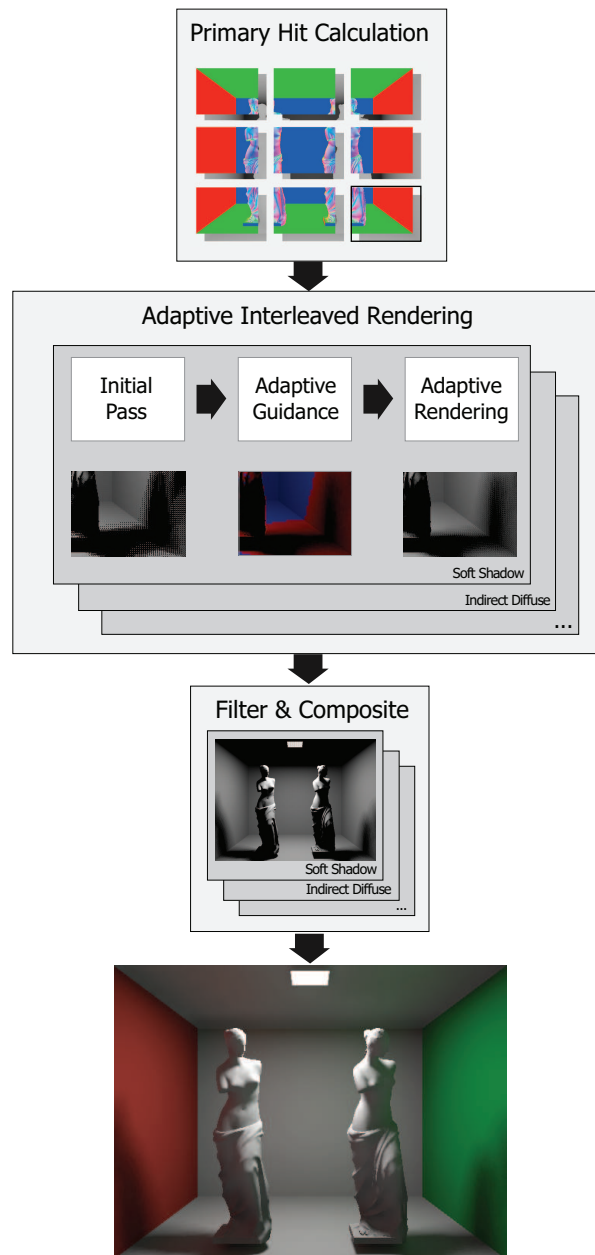 Primary Hit Calculation
Adaptive Interleaved Rendering
Initial
Pass
Adaptive
Guidance
Adaptive
Rendering
Soft Shadow
Indirect Diffuse
...
Filter & Composite
Soft Shadow
Indirect Diffuse
...